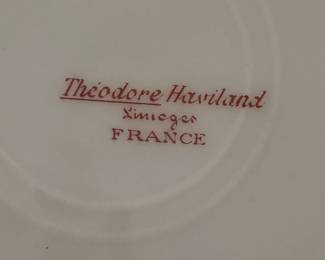 Théodore Haviland
Limoges
FRANCE